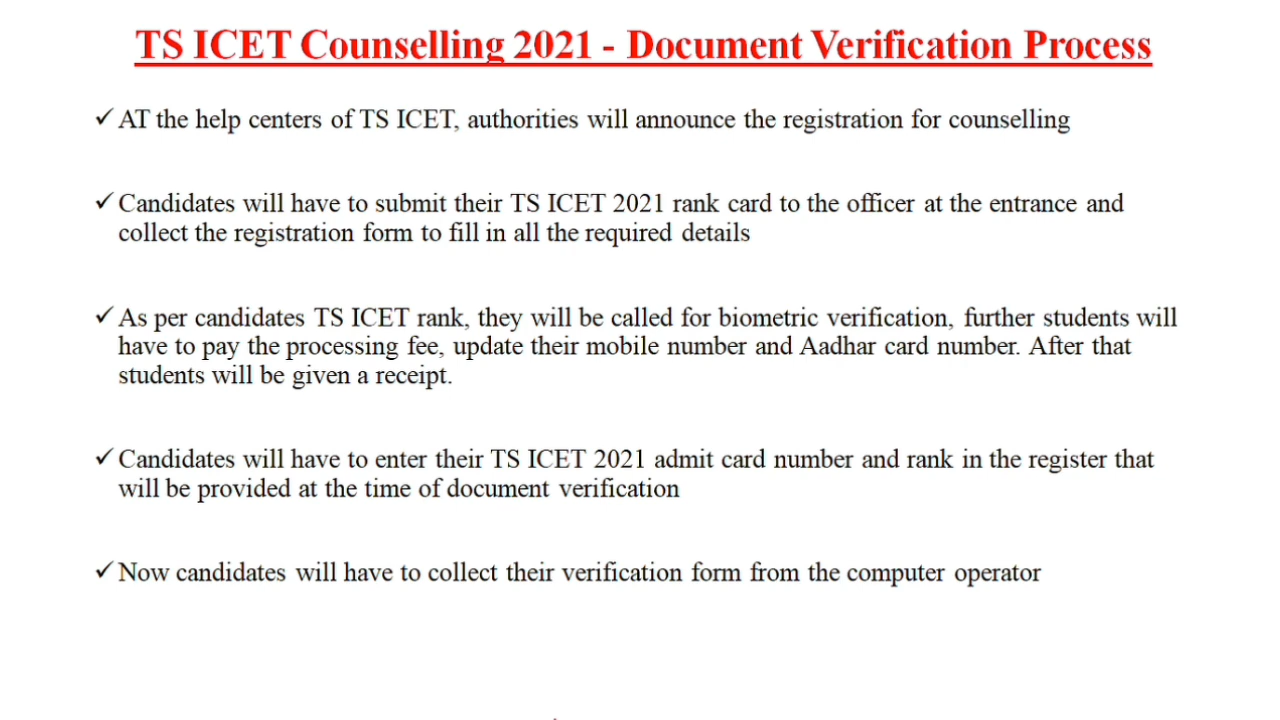 TS ICET Counselling 2021 - Document Verification Process
✓ AT the help centers of TS ICET, authorities will announce the registration for counselling
✓ Candidates will have to submit their TS ICET 2021 rank card to the officer at the entrance and
collect the registration form to fill in all the required details
✓ As per candidates TS ICET rank, they will be called for biometric verification, further students will
have to pay the processing fee, update their mobile number and Aadhar card number. After that
students will be given a receipt.
✓ Candidates will have to enter their TS ICET 2021 admit card number and rank in the register that
will be provided at the time of document verification
✓ Now candidates will have to collect their verification form from the computer operator